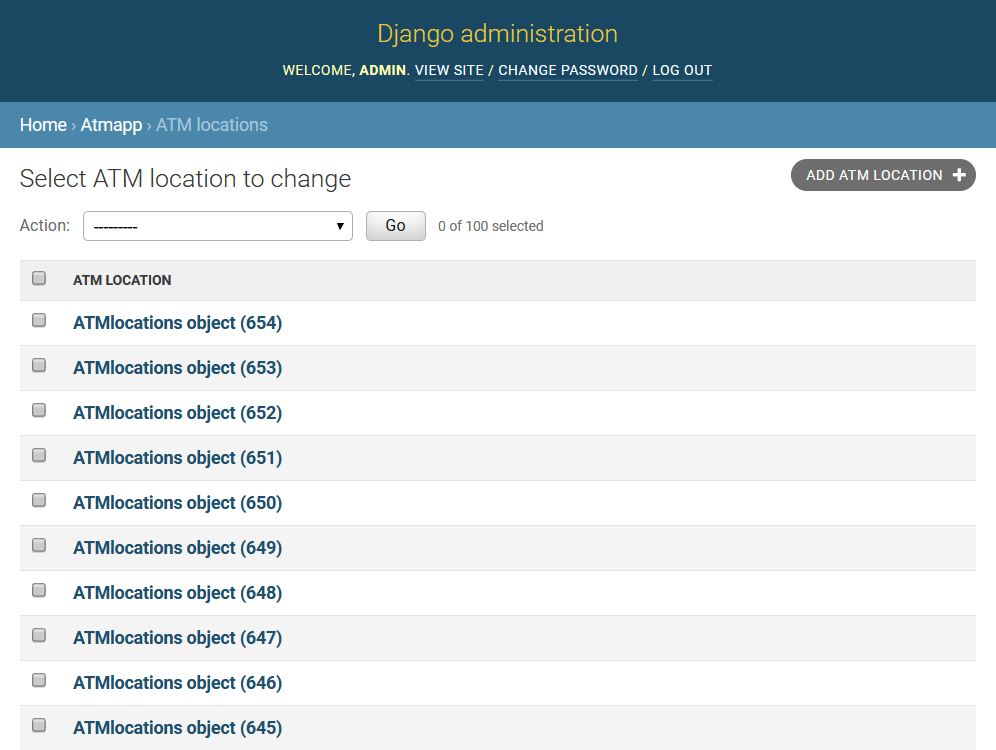 Django administration
WELCOME, ADMIN. VIEW SITE / CHANGE PASSWORD / LOG OUT
Home › Atmapp › ATM locations
Select ATM location to change
ADD ATM LOCATION +
Action: --------- Go 0 of 100 selected
ATM LOCATION
ATMlocations object (654)
ATMlocations object (653)
ATMlocations object (652)
ATMlocations object (651)
ATMlocations object (650)
ATMlocations object (649)
ATMlocations object (648)
ATMlocations object (647)
ATMlocations object (646)
ATMlocations object (645)